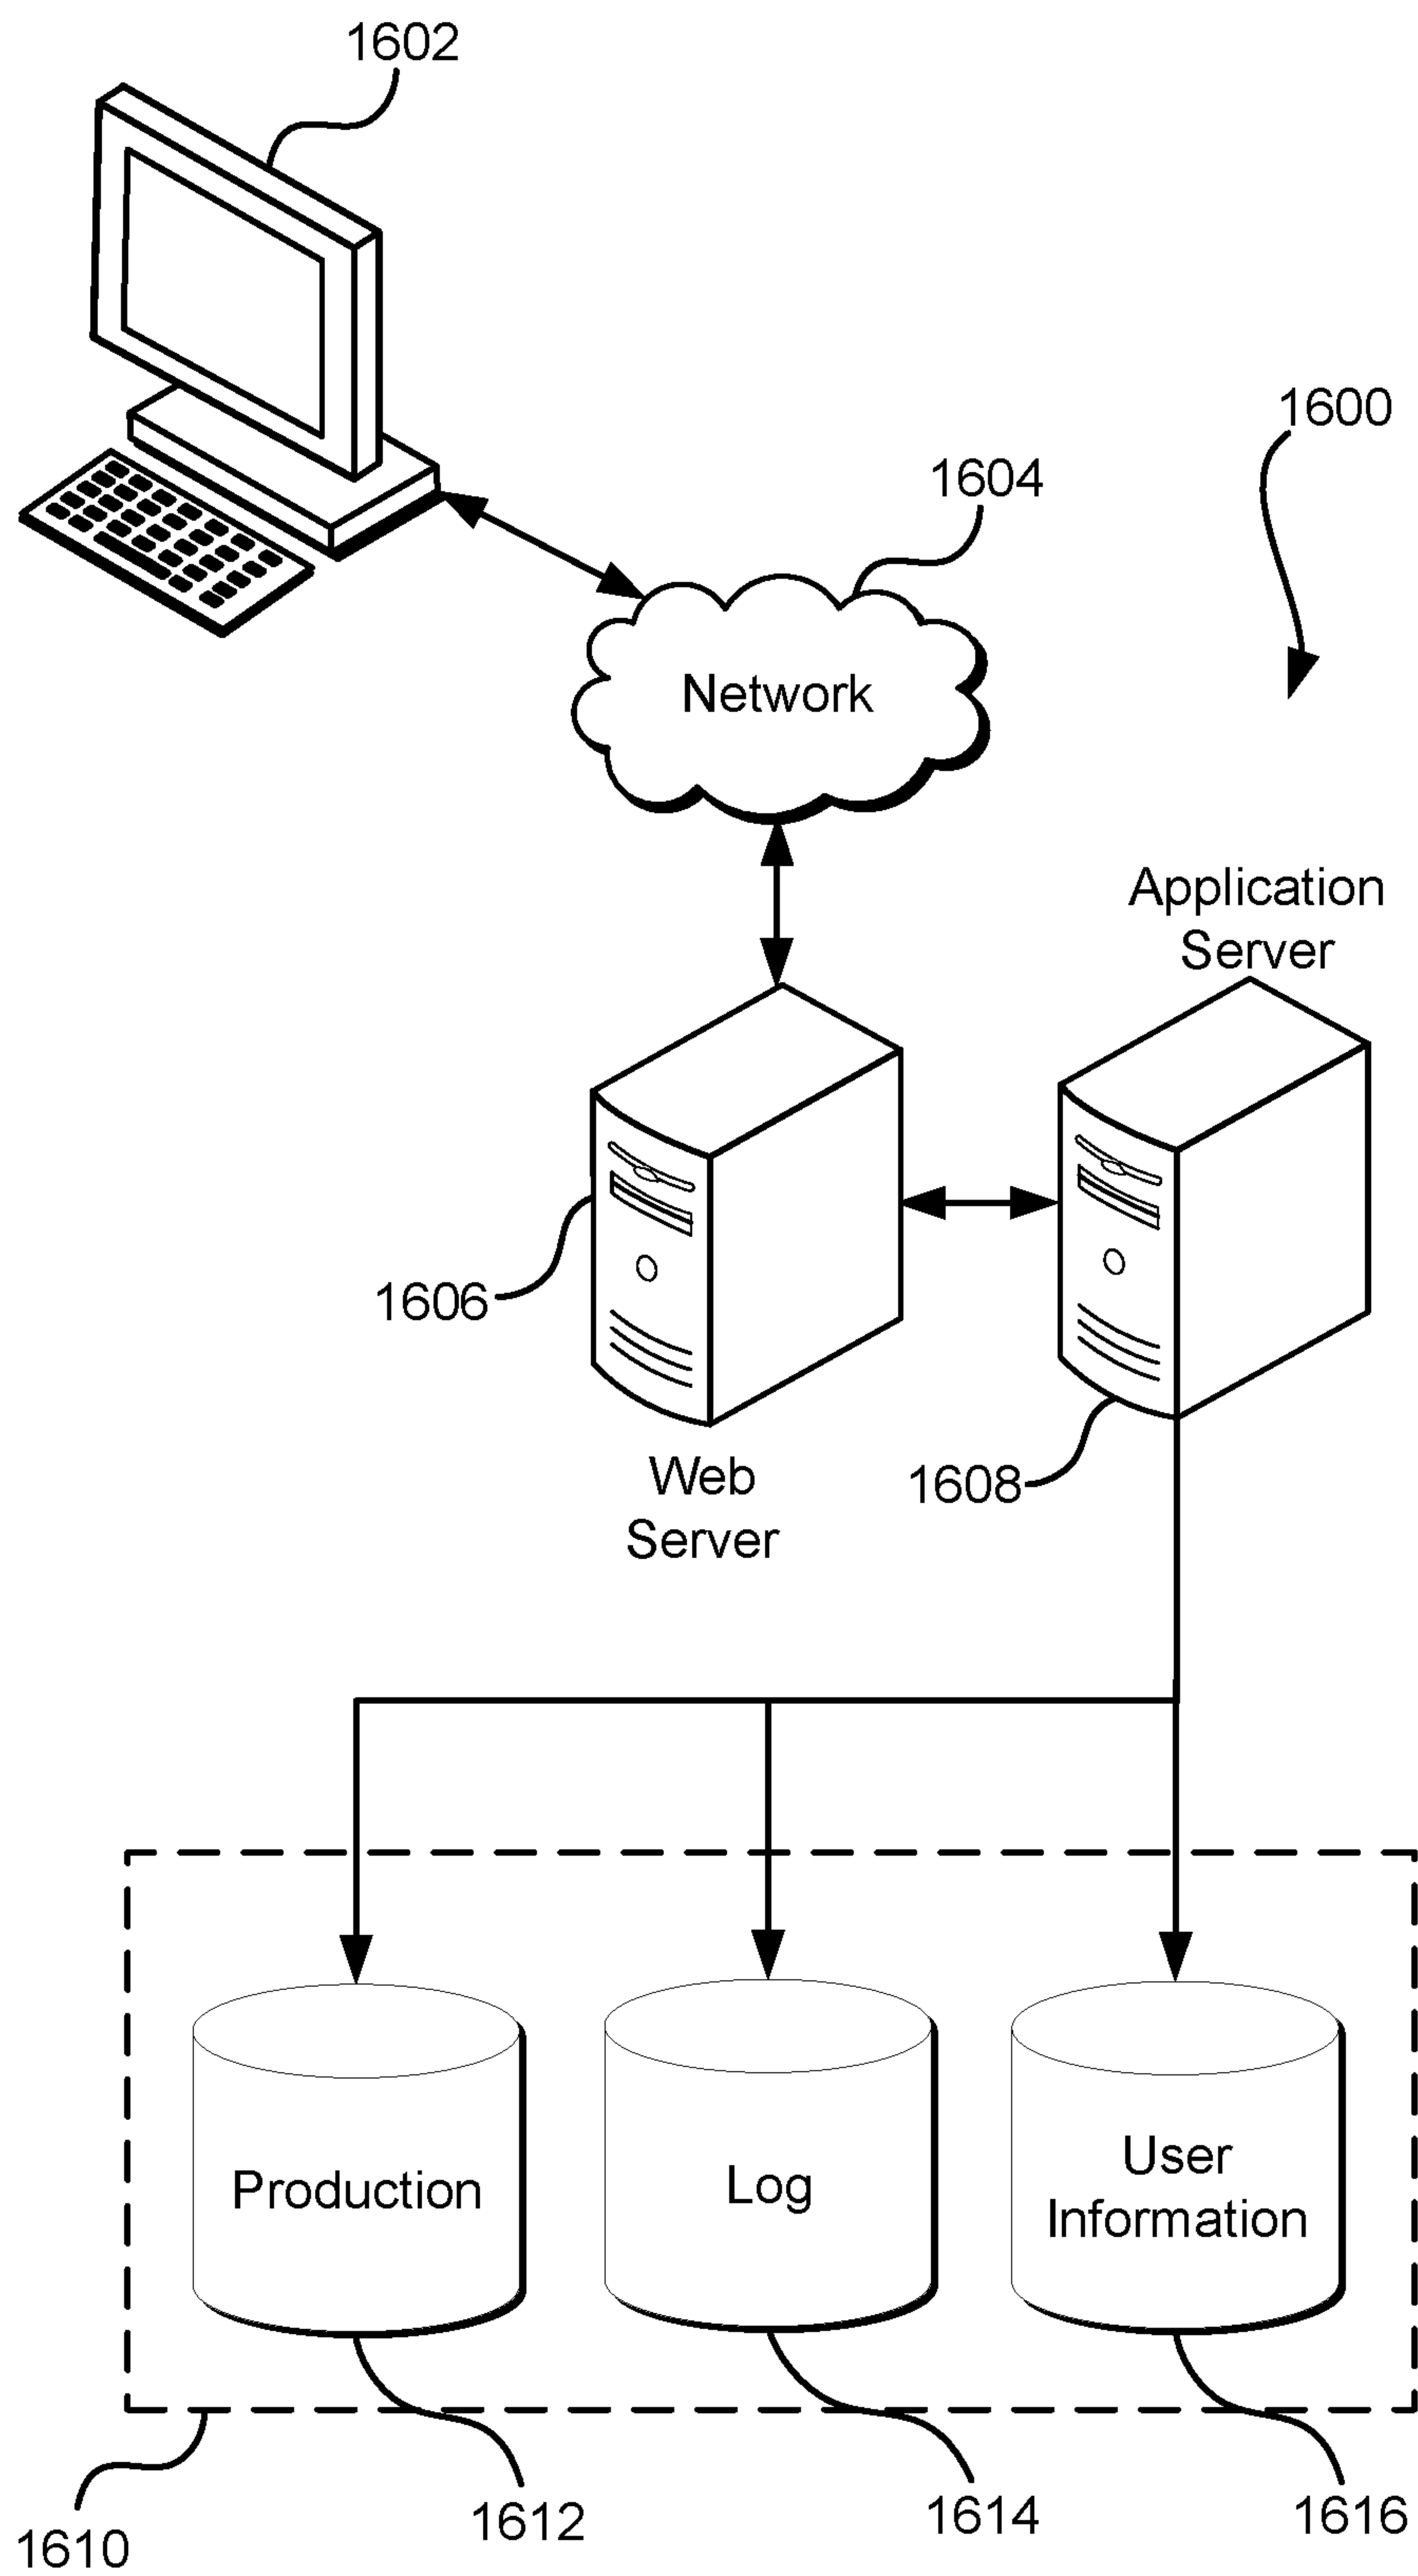 1602
1600
1604
Network
Application
Server
1606
1608
Web
Server
Production
Log
User
Information
1610
1612
1614
1616